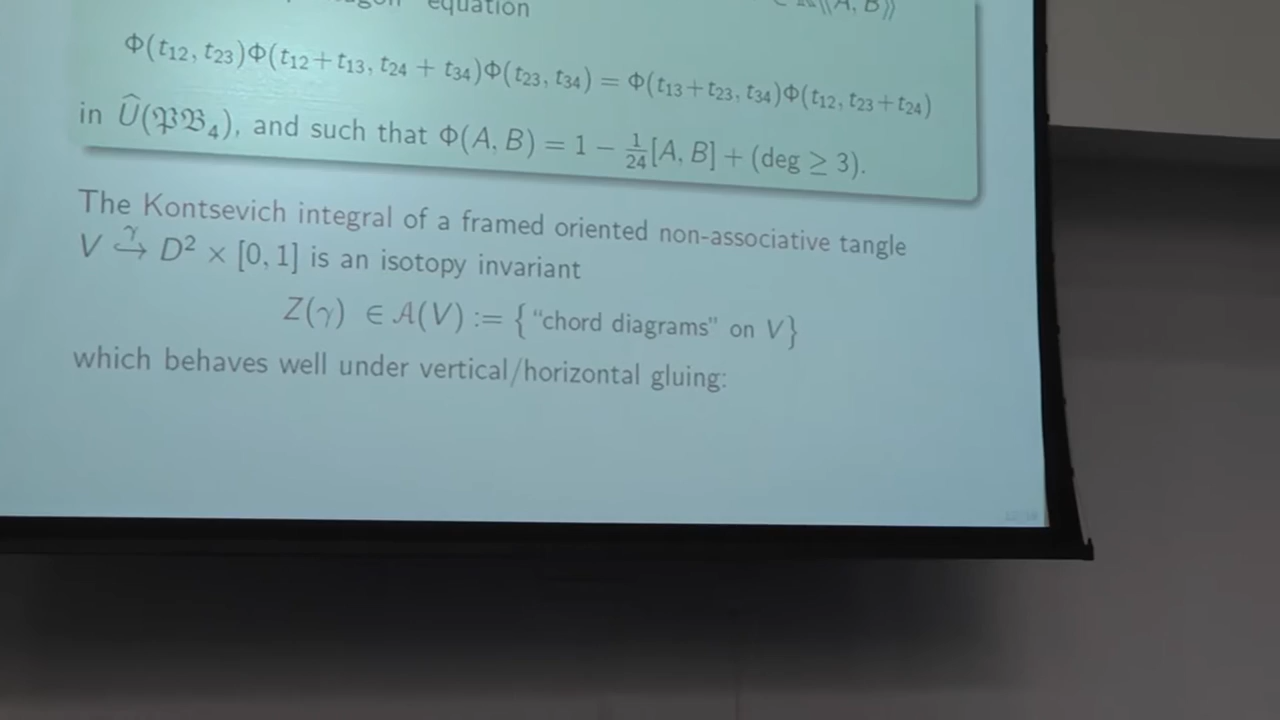 equation
∈ 𝕂⟨⟨A, B⟩⟩
Φ(t₁₂, t₂₃)Φ(t₁₂+t₁₃, t₂₄ + t₃₄)Φ(t₂₃, t₃₄) = Φ(t₁₃+t₂₃, t₃₄)Φ(t₁₂, t₂₃+t₂₄)
in Û(𝔓𝔅₄), and such that Φ(A, B) = 1 − 1/24[A, B] + (deg ≥ 3).
The Kontsevich integral of a framed oriented non-associative tangle
V ↪^γ D² × [0, 1] is an isotopy invariant
Z(γ) ∈ 𝒜(V) := {“chord diagrams” on V}
which behaves well under vertical/horizontal gluing: